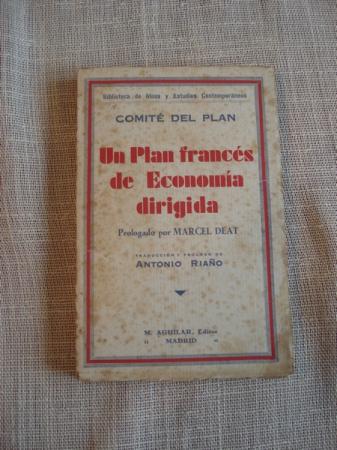 Biblioteca de Ideas y Estudios Contemporáneos
COMITÉ DEL PLAN
Un Plan francés
de Economía
dirigida
Prologado por MARCEL DEAT
TRADUCCIÓN Y PRÓLOGO DE
ANTONIO RIAÑO
M. AGUILAR, Editor
MADRID